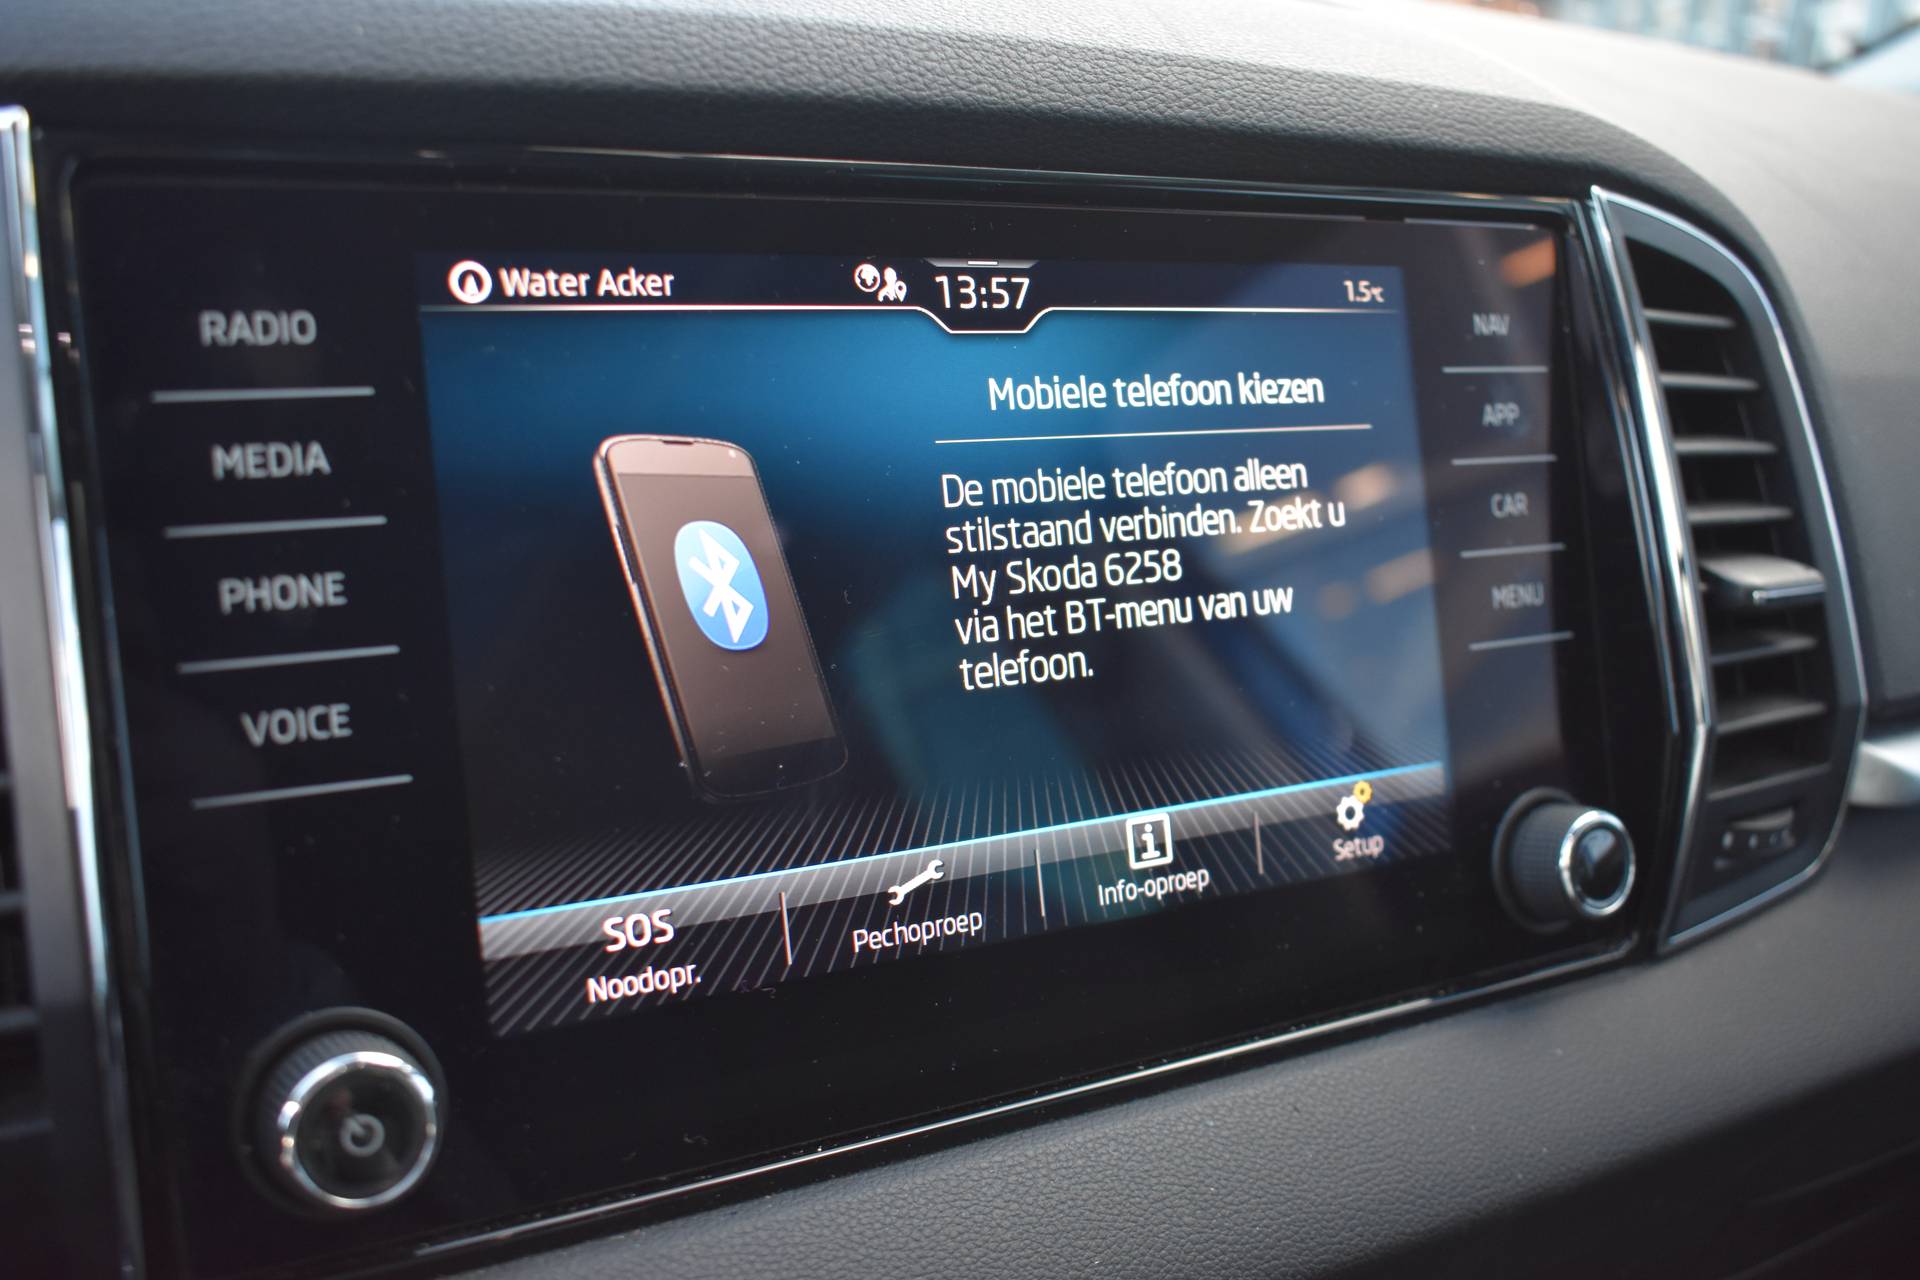 Water Acker
13:57
1.5°C
RADIO
MEDIA
PHONE
VOICE
NAV
APP
CAR
MENU
Mobiele telefoon kiezen
De mobiele telefoon alleen
stilstaand verbinden. Zoekt u
My Skoda 6258
via het BT-menu van uw
telefoon.
SOS
Noodopr.
Pechoproep
Info-oproep
Setup